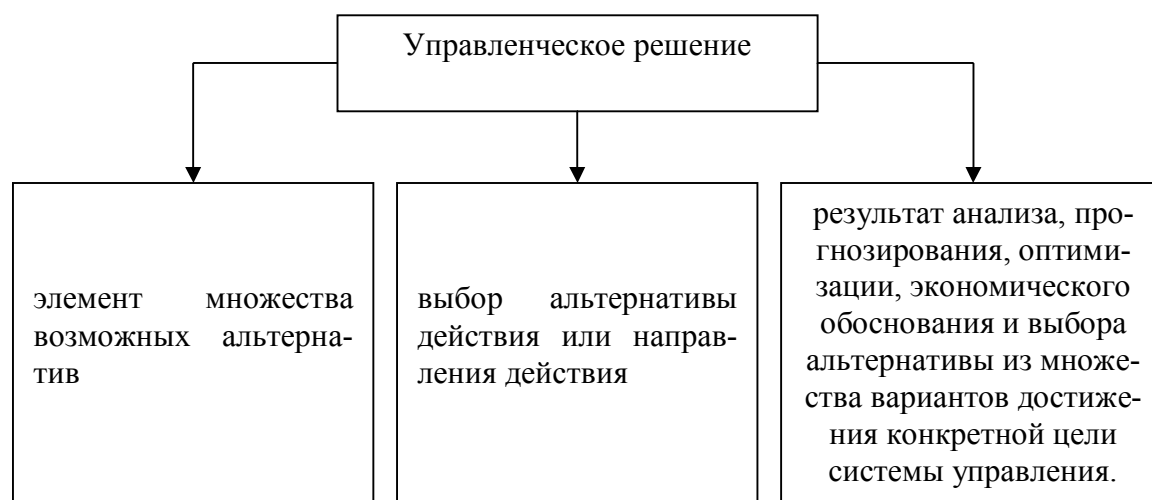 Управленческое решение
элемент множества
возможных альтерна-
тив
выбор альтернативы
действия или направ-
ления действия
результат анализа, про-
гнозирования, оптими-
зации, экономического
обоснования и выбора
альтернативы из множе-
ства вариантов достиже-
ния конкретной цели
системы управления.